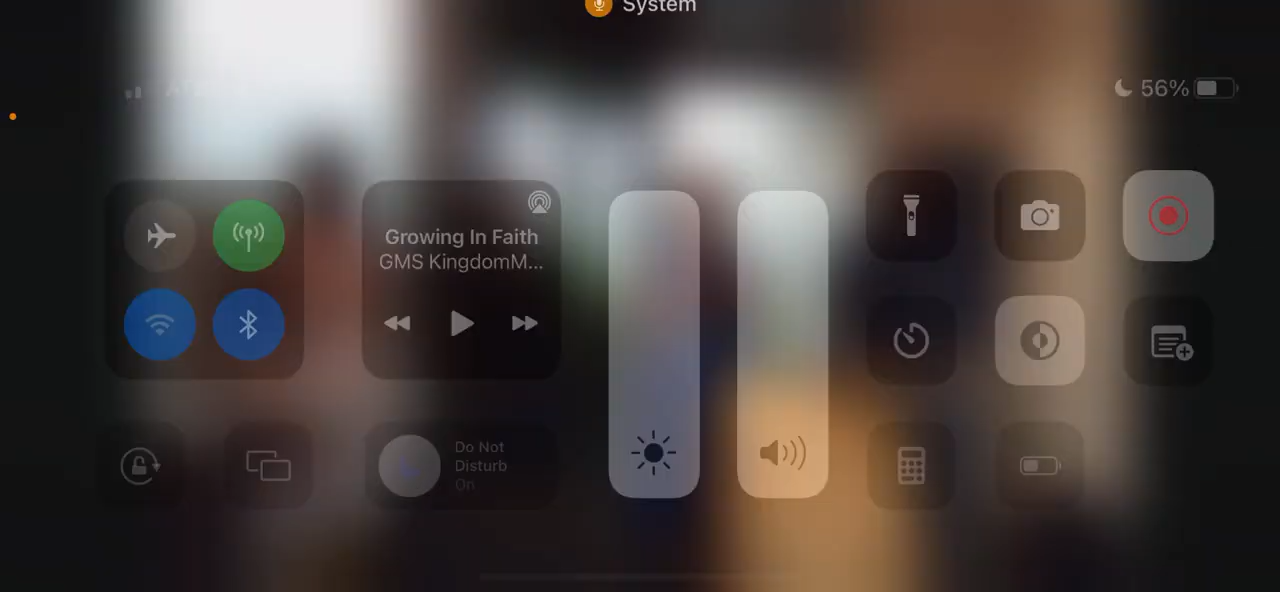 System
56%
Growing In Faith
GMS KingdomM...
Do Not
Disturb
On